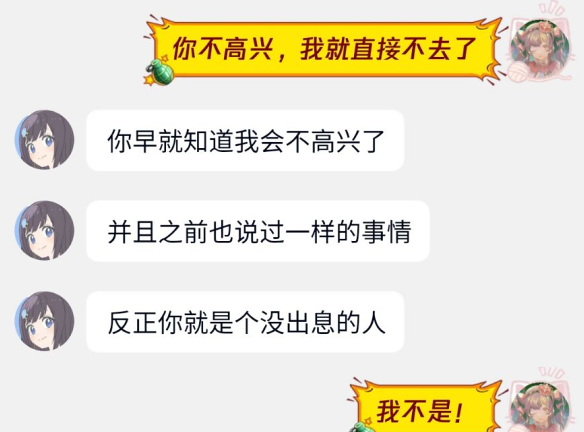 你不高兴，我就直接不去了
你早就知道我会不高兴了
并且之前也说过一样的事情
反正你就是个没出息的人
我不是！